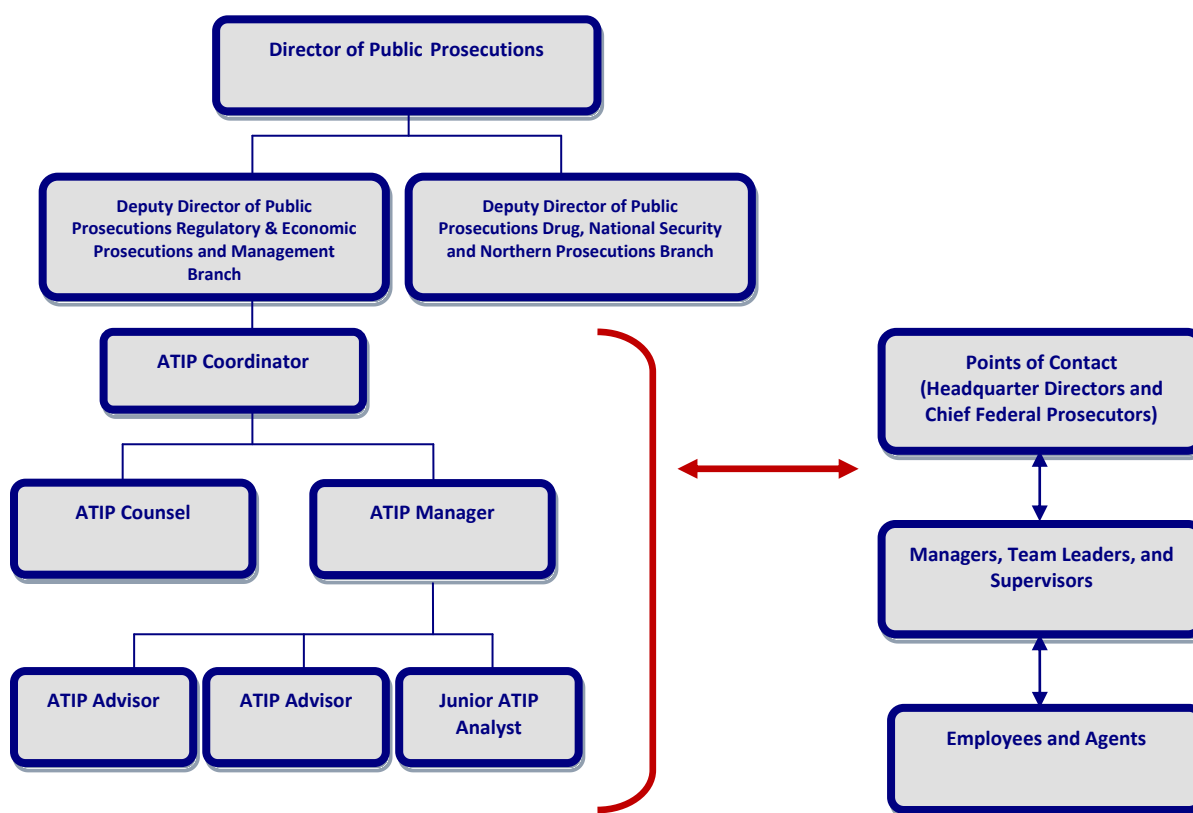 Director of Public Prosecutions
Deputy Director of Public
Prosecutions Regulatory & Economic
Prosecutions and Management
Branch
Deputy Director of Public
Prosecutions Drug, National Security
and Northern Prosecutions Branch
ATIP Coordinator
ATIP Counsel
ATIP Manager
ATIP Advisor
ATIP Advisor
Junior ATIP
Analyst
Points of Contact
(Headquarter Directors and
Chief Federal Prosecutors)
Managers, Team Leaders, and
Supervisors
Employees and Agents